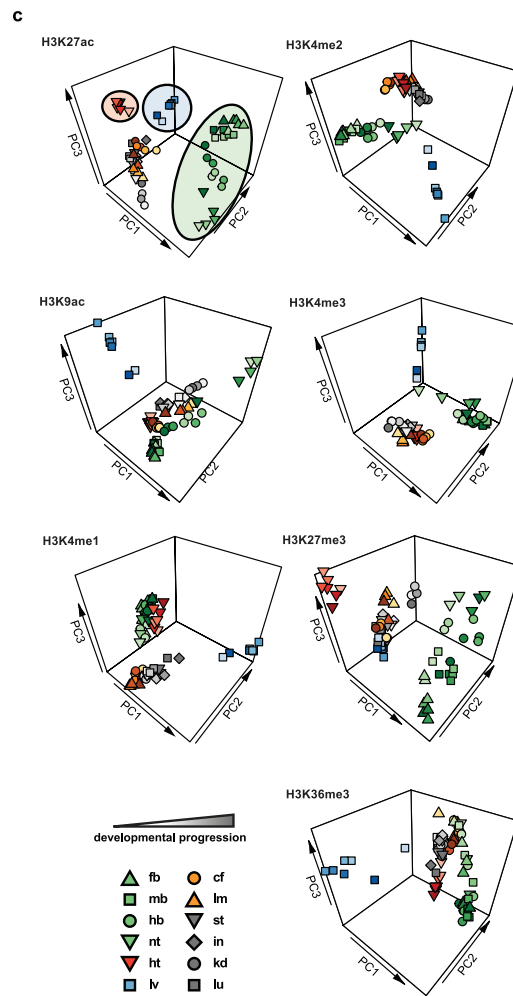 c
H3K27ac
PC3
PC1
PC2
H3K4me2
PC3
PC1
PC2
H3K9ac
PC3
PC1
PC2
H3K4me3
PC3
PC1
PC2
H3K4me1
PC3
PC1
PC2
H3K27me3
PC3
PC1
PC2
H3K36me3
PC3
PC1
PC2
developmental progression
fb cf
mb lm
hb st
nt in
ht kd
lv lu